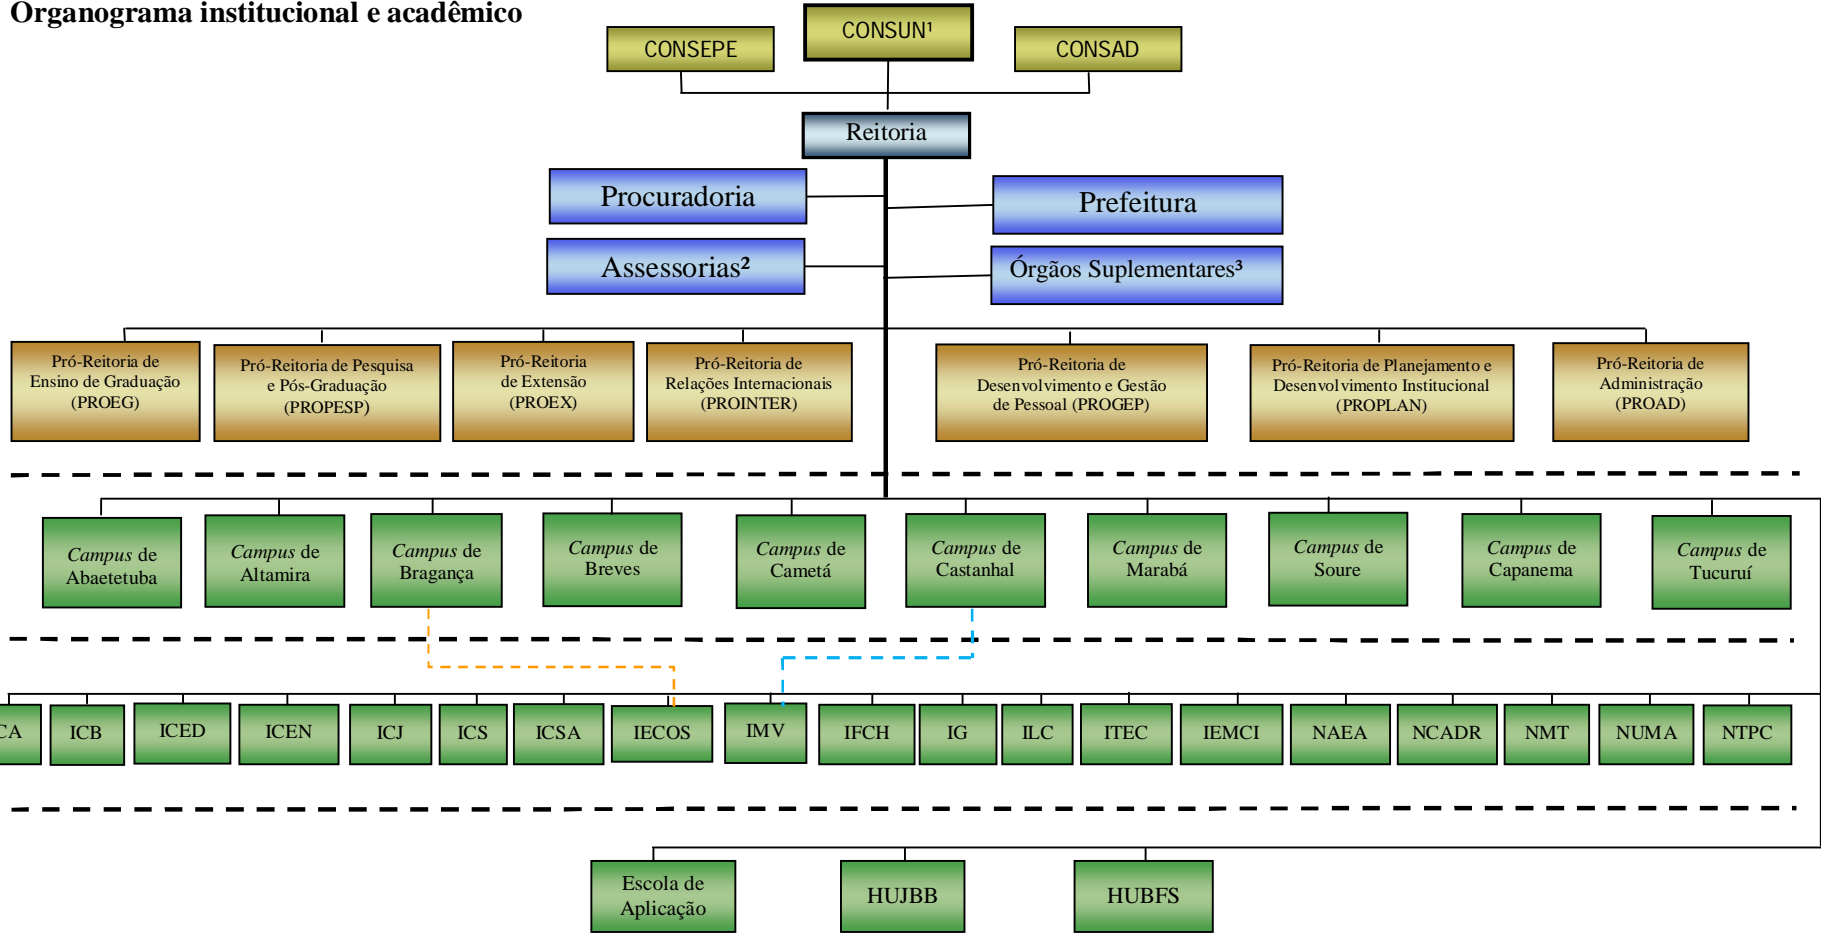 Organograma institucional e acadêmico
CONSEPE
CONSUN¹
CONSAD
Reitoria
Procuradoria
Prefeitura
Assessorias²
Órgãos Suplementares³
Pró-Reitoria de
Ensino de Graduação
(PROEG)
Pró-Reitoria de Pesquisa
e Pós-Graduação
(PROPESP)
Pró-Reitoria
de Extensão
(PROEX)
Pró-Reitoria de
Relações Internacionais
(PROINTER)
Pró-Reitoria de
Desenvolvimento e Gestão
de Pessoal (PROGEP)
Pró-Reitoria de Planejamento e
Desenvolvimento Institucional
(PROPLAN)
Pró-Reitoria de
Administração
(PROAD)
Campus de
Abaetetuba
Campus de
Altamira
Campus de
Bragança
Campus de
Breves
Campus de
Cametá
Campus de
Castanhal
Campus de
Marabá
Campus de
Soure
Campus de
Capanema
Campus de
Tucuruí
CA
ICB
ICED
ICEN
ICJ
ICS
ICSA
IECOS
IMV
IFCH
IG
ILC
ITEC
IEMCI
NAEA
NCADR
NMT
NUMA
NTPC
Escola de
Aplicação
HUJBB
HUBFS